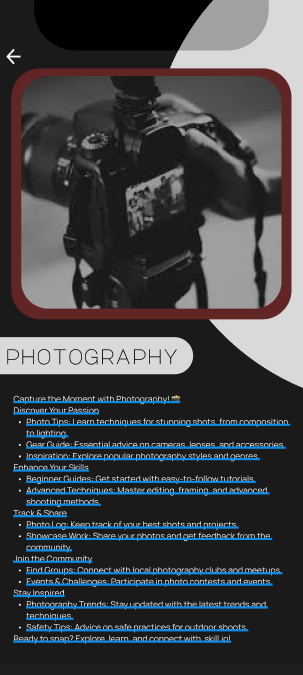 PHOTOGRAPHY
Capture the Moment with Photography! 📸
Discover Your Passion
• Photo Tips: Learn techniques for stunning shots, from composition
to lighting.
• Gear Guide: Essential advice on cameras, lenses, and accessories.
• Inspiration: Explore popular photography styles and genres.
Enhance Your Skills
• Beginner Guides: Get started with easy-to-follow tutorials.
• Advanced Techniques: Master editing, framing, and advanced
shooting methods.
Track & Share
• Photo Log: Keep track of your best shots and projects.
• Showcase Work: Share your photos and get feedback from the
community.
Join the Community
• Find Groups: Connect with local photography clubs and meetups.
• Events & Challenges: Participate in photo contests and events.
Stay Inspired
• Photography Trends: Stay updated with the latest trends and
techniques.
• Safety Tips: Advice on safe practices for outdoor shoots.
Ready to snap? Explore, learn, and connect with .skill.io!